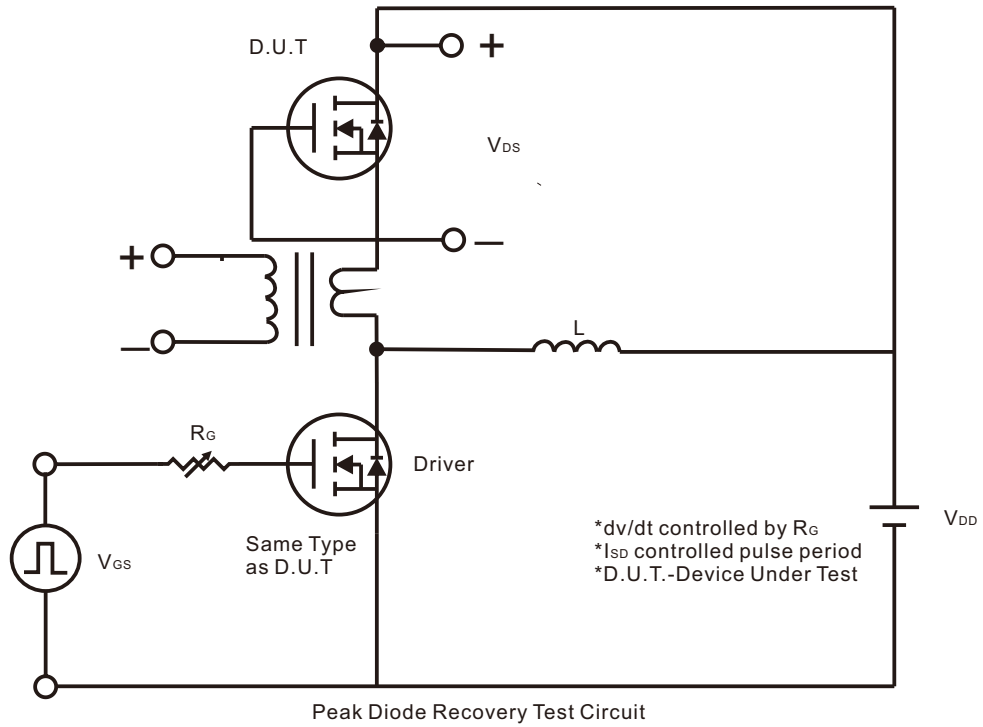 D.U.T
+
VDS
—
+
—
L
RG
Driver
VGS
Same Type
as D.U.T
VDD
*dv/dt controlled by RG
*ISD controlled pulse period
*D.U.T.-Device Under Test
Peak Diode Recovery Test Circuit